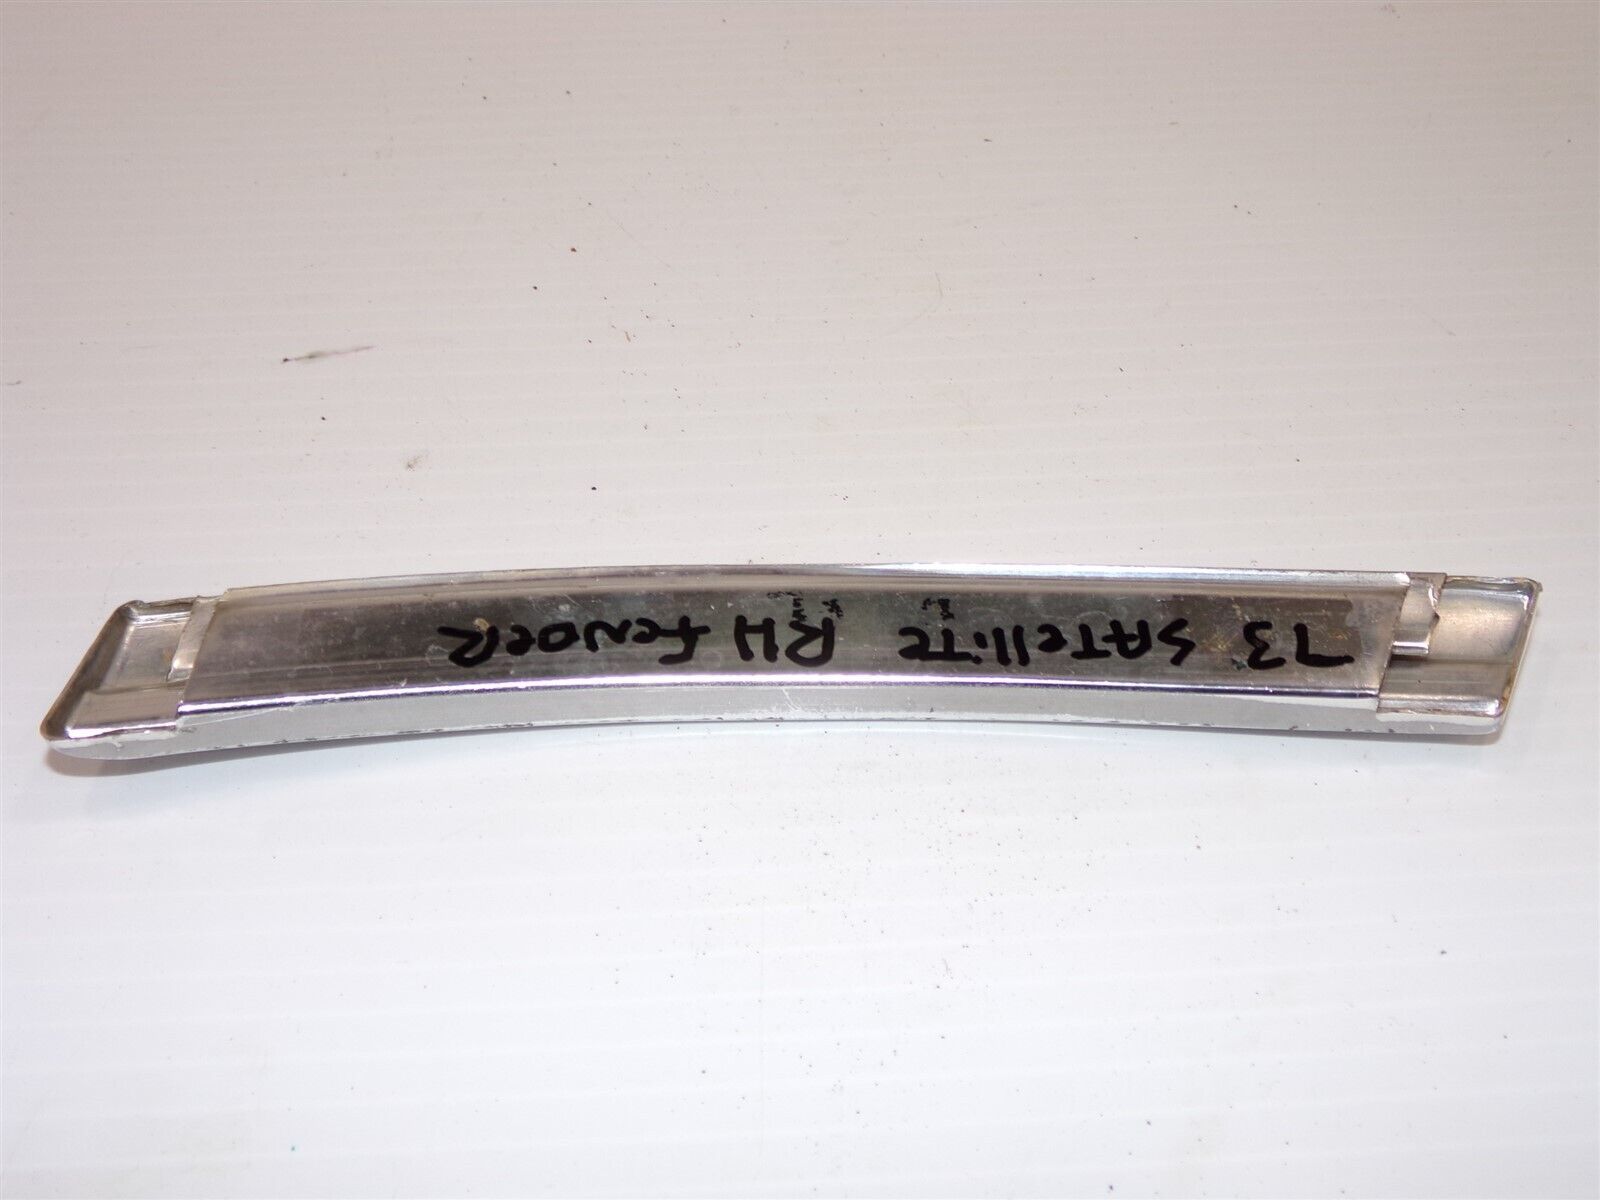 73 SATelliTe RH FeNDeR